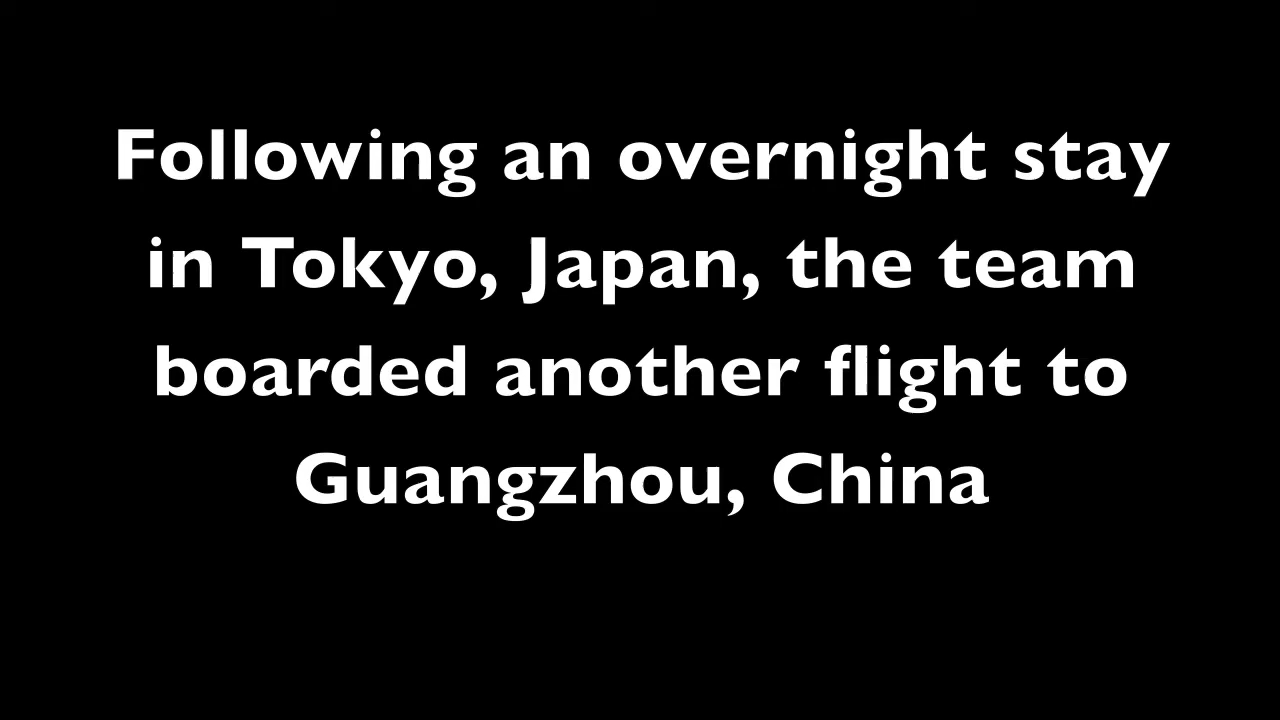 Following an overnight stay
in Tokyo, Japan, the team
boarded another flight to
Guangzhou, China